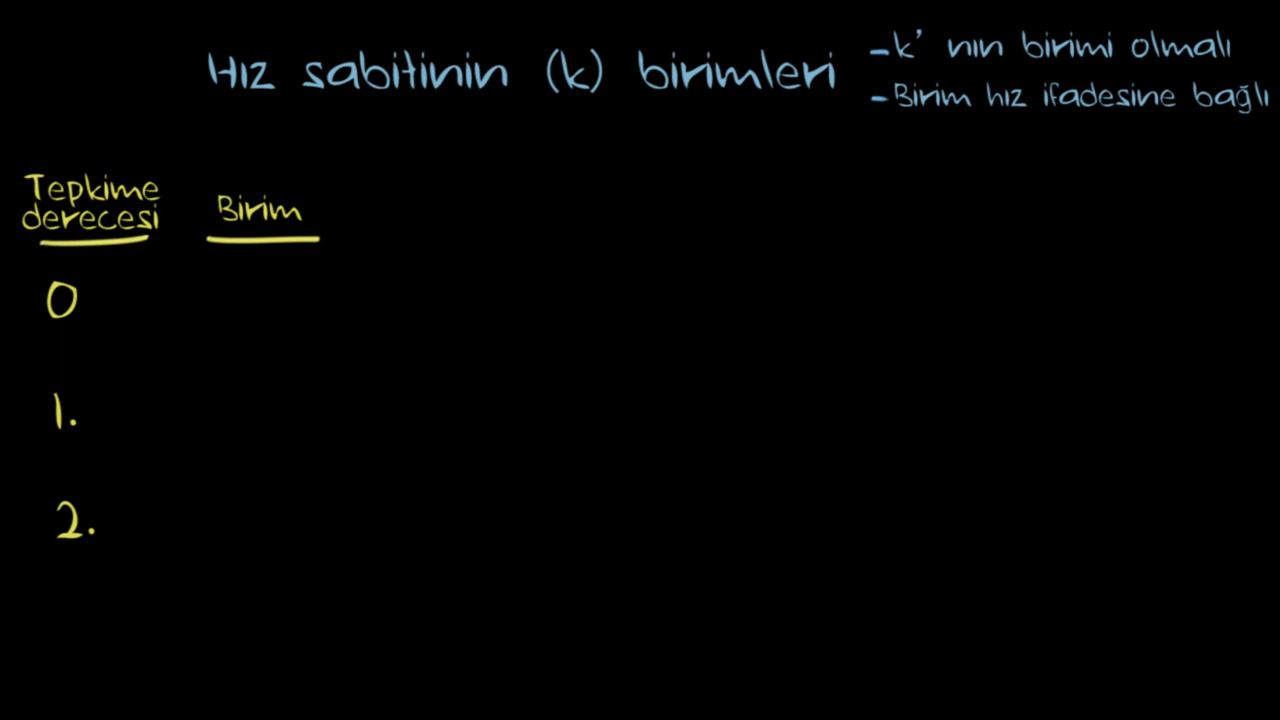 Hız sabitinin (k) birimleri
-k' nın birimi olmalı
-Birim hız ifadesine bağlı
Tepkime
derecesi
Birim
0
1.
2.